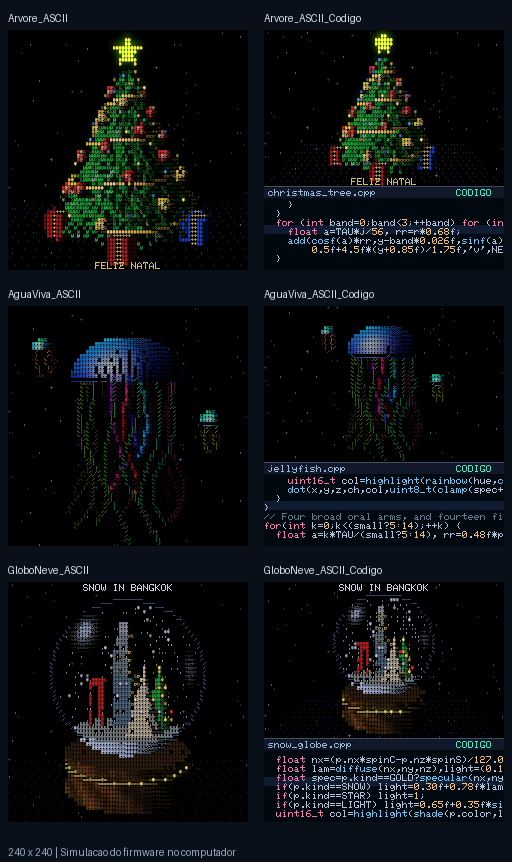 Arvore_ASCII
FELIZ NATAL
Arvore_ASCII_Codigo
FELIZ NATAL
christmas_tree.cpp CODIGO
}
}
for (int band=0;band<3;++band) for (in
float a=TAU*j/56, rr=r*0.68f;
add(cosf(a)*rr,y-band*0.026f,sinf(a)
0.5f+4.5f*(y+0.85f)/1.75f,'v',NE
}
AguaViva_ASCII
AguaViva_ASCII_Codigo
jellyfish.cpp CODIGO
uint16_t col=highlight(rainbow(hue,c
dot(x,y,z,ch,col,uint8_t(clamp(spec+
}
}
// Four broad oral arms, and fourteen fi
for(int k=0;k<(small?5:14);++k) {
float a=k*TAU/(small?5:14), rr=0.48f*p
GloboNeve_ASCII
SNOW IN BANGKOK
GloboNeve_ASCII_Codigo
SNOW IN BANGKOK
snow_globe.cpp CODIGO
float nx=(p.nx*spinC-p.nz*spinS)/127.0
float lam=diffuse(nx,ny,nz),light=(0.1
float spec=p.kind==GOLD?specular(nx,ny
if(p.kind==SNOW) light=0.30f+0.78f*lam
if(p.kind==STAR) light=1;
if(p.kind==LIGHT) light=0.65f+0.35f*si
uint16_t col=highlight(shade(p.color,l
240 x 240 | Simulacao do firmware no computador